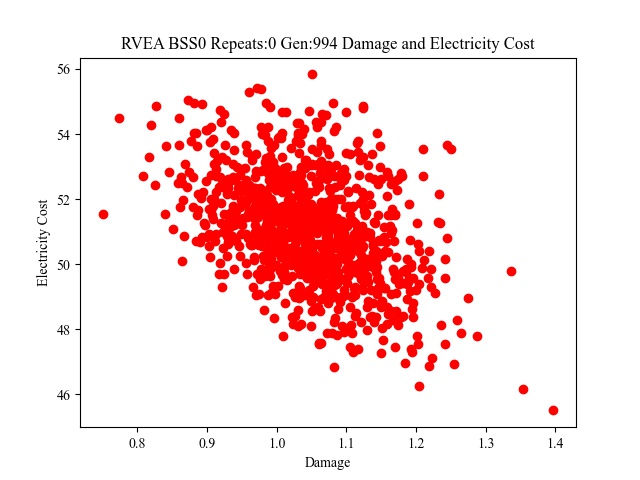 RVEA BSS0 Repeats:0 Gen:994 Damage and Electricity Cost
56
54
52
50
48
46
Electricity Cost
0.8 0.9 1.0 1.1 1.2 1.3 1.4
Damage